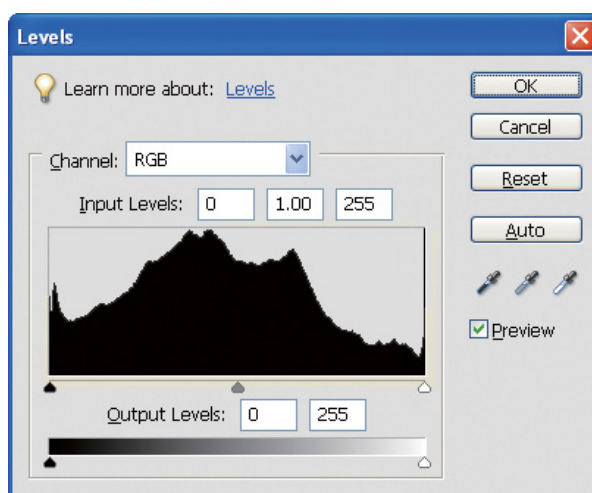 Levels
Learn more about: Levels
OK
Cancel
Channel: RGB
Reset
Input Levels: 0 1.00 255
Auto
Preview
Output Levels: 0 255